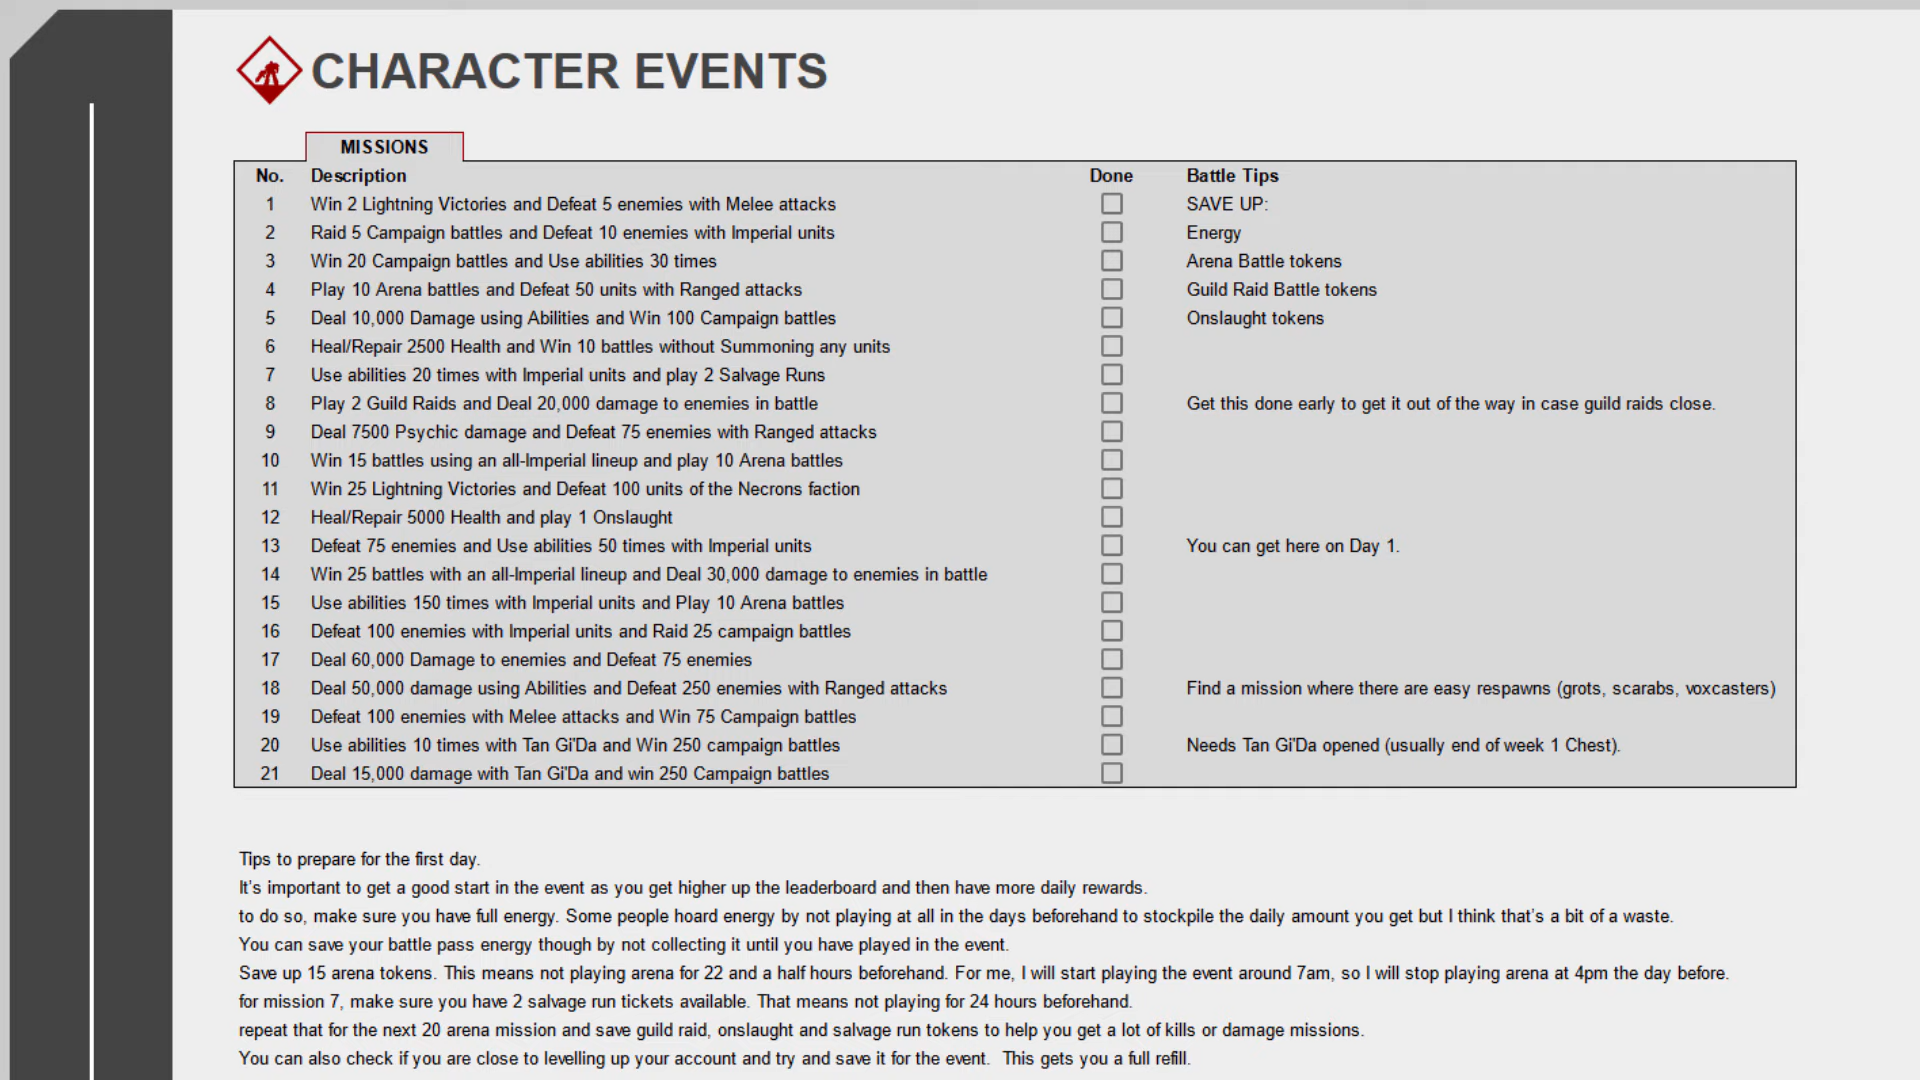 CHARACTER EVENTS
MISSIONS
No. Description Done Battle Tips
1 Win 2 Lightning Victories and Defeat 5 enemies with Melee attacks SAVE UP:
2 Raid 5 Campaign battles and Defeat 10 enemies with Imperial units Energy
3 Win 20 Campaign battles and Use abilities 30 times Arena Battle tokens
4 Play 10 Arena battles and Defeat 50 units with Ranged attacks Guild Raid Battle tokens
5 Deal 10,000 Damage using Abilities and Win 100 Campaign battles Onslaught tokens
6 Heal/Repair 2500 Health and Win 10 battles without Summoning any units
7 Use abilities 20 times with Imperial units and play 2 Salvage Runs
8 Play 2 Guild Raids and Deal 20,000 damage to enemies in battle Get this done early to get it out of the way in case guild raids close.
9 Deal 7500 Psychic damage and Defeat 75 enemies with Ranged attacks
10 Win 15 battles using an all-Imperial lineup and play 10 Arena battles
11 Win 25 Lightning Victories and Defeat 100 units of the Necrons faction
12 Heal/Repair 5000 Health and play 1 Onslaught
13 Defeat 75 enemies and Use abilities 50 times with Imperial units You can get here on Day 1.
14 Win 25 battles with an all-Imperial lineup and Deal 30,000 damage to enemies in battle
15 Use abilities 150 times with Imperial units and Play 10 Arena battles
16 Defeat 100 enemies with Imperial units and Raid 25 campaign battles
17 Deal 60,000 Damage to enemies and Defeat 75 enemies
18 Deal 50,000 damage using Abilities and Defeat 250 enemies with Ranged attacks Find a mission where there are easy respawns (grots, scarabs, voxcasters)
19 Defeat 100 enemies with Melee attacks and Win 75 Campaign battles
20 Use abilities 10 times with Tan Gi'Da and Win 250 campaign battles Needs Tan Gi'Da opened (usually end of week 1 Chest).
21 Deal 15,000 damage with Tan Gi'Da and win 250 Campaign battles
Tips to prepare for the first day.
It's important to get a good start in the event as you get higher up the leaderboard and then have more daily rewards.
to do so, make sure you have full energy. Some people hoard energy by not playing at all in the days beforehand to stockpile the daily amount you get but I think that's a bit of a waste.
You can save your battle pass energy though by not collecting it until you have played in the event.
Save up 15 arena tokens. This means not playing arena for 22 and a half hours beforehand. For me, I will start playing the event around 7am, so I will stop playing arena at 4pm the day before.
for mission 7, make sure you have 2 salvage run tickets available. That means not playing for 24 hours beforehand.
repeat that for the next 20 arena mission and save guild raid, onslaught and salvage run tokens to help you get a lot of kills or damage missions.
You can also check if you are close to levelling up your account and try and save it for the event. This gets you a full refill.